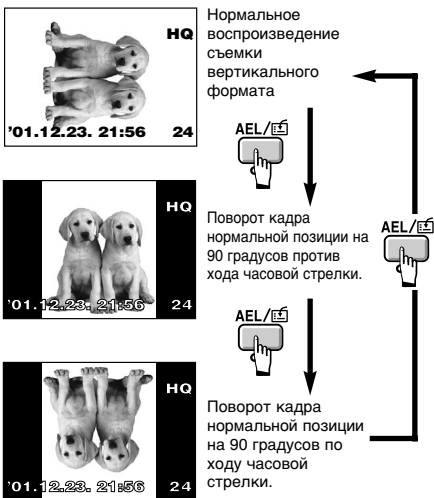 HQ
'01.12.23. 21:56 24
Нормальное
воспроизведение
съемки
вертикального
формата
AEL/
HQ
'01.12.23. 21:56 24
Поворот кадра
нормальной позиции на
90 градусов против
хода часовой стрелки.
AEL/
AEL/
HQ
'01.12.23. 21:56 24
Поворот кадра
нормальной позиции
на 90 градусов по
ходу часовой
стрелки.